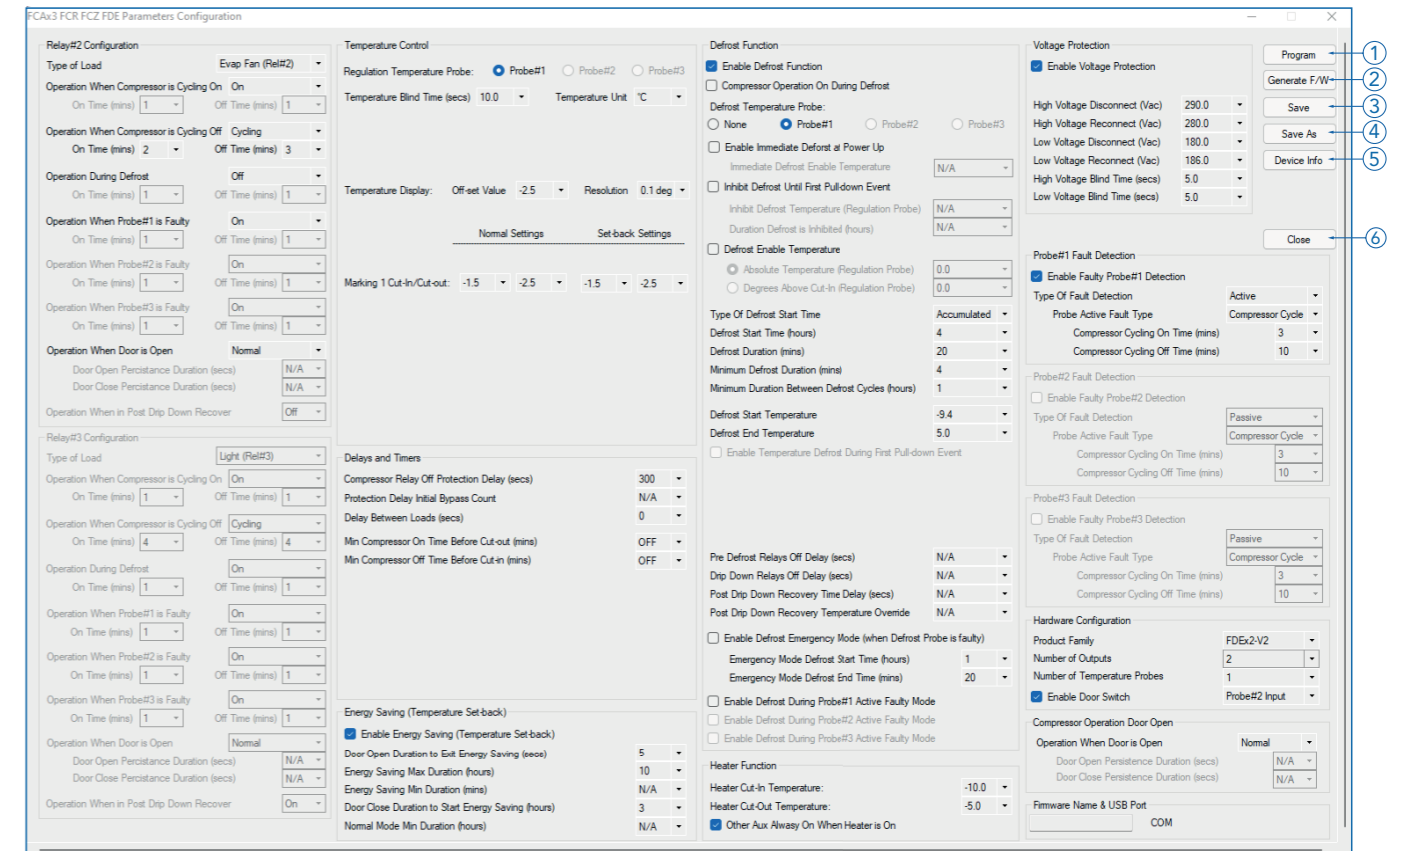 FCAx3 FCR FCZ FDE Parameters Configuration
Relay#2 Configuration
Type of Load Evap Fan (Rel#2)
Operation When Compressor is Cycling On On
On Time (mins) 1 Off Time (mins) 1
Operation When Compressor is Cycling Off Cycling
On Time (mins) 2 Off Time (mins) 3
Operation During Defrost Off
On Time (mins) 1 Off Time (mins) 1
Operation When Probe#1 is Faulty On
On Time (mins) 1 Off Time (mins) 1
Operation When Probe#2 is Faulty On
On Time (mins) 1 Off Time (mins) 1
Operation When Probe#3 is Faulty On
On Time (mins) 1 Off Time (mins) 1
Operation When Door is Open Normal
Door Open Percistance Duration (secs) N/A
Door Close Percistance Duration (secs) N/A
Operation When in Post Drip Down Recover Off
Relay#3 Configuration
Type of Load Light (Rel#3)
Operation When Compressor is Cycling On On
On Time (mins) 1 Off Time (mins) 1
Operation When Compressor is Cycling Off Cycling
On Time (mins) 4 Off Time (mins) 4
Operation During Defrost On
On Time (mins) 1 Off Time (mins) 1
Operation When Probe#1 is Faulty On
On Time (mins) 1 Off Time (mins) 1
Operation When Probe#2 is Faulty On
On Time (mins) 1 Off Time (mins) 1
Operation When Probe#3 is Faulty On
On Time (mins) 1 Off Time (mins) 1
Operation When Door is Open Normal
Door Open Percistance Duration (secs) N/A
Door Close Percistance Duration (secs) N/A
Operation When in Post Drip Down Recover On
Temperature Control
Regulation Temperature Probe: Probe#1 Probe#2 Probe#3
Temperature Blind Time (secs) 10.0 Temperature Unit °C
Temperature Display: Off-set Value -2.5 Resolution 0.1 deg
Normal Settings Set-back Settings
Marking 1 Cut-In/Cut-out: -1.5 -2.5 -1.5 -2.5
Delays and Timers
Compressor Relay Off Protection Delay (secs) 300
Protection Delay Initial Bypass Count N/A
Delay Between Loads (secs) 0
Min Compressor On Time Before Cut-out (mins) OFF
Min Compressor Off Time Before Cut-in (mins) OFF
Energy Saving (Temperature Set-back)
Enable Energy Saving (Temperature Set-back)
Door Open Duration to Exit Energy Saving (secs) 5
Energy Saving Max Duration (hours) 10
Energy Saving Min Duration (mins) N/A
Door Close Duration to Start Energy Saving (hours) 3
Normal Mode Min Duration (hours) N/A
Defrost Function
Enable Defrost Function
Compressor Operation On During Defrost
Defrost Temperature Probe:
None Probe#1 Probe#2 Probe#3
Enable Immediate Deforst at Power Up
Immediate Defrost Enable Temperature N/A
Inhibit Defrost Until First Pull-down Event
Inhibit Defrost Temperature (Regulation Probe) N/A
Duration Defrost is Inhibited (hours) N/A
Defrost Enable Temperature
Absolute Temperature (Regulation Probe) 0.0
Degrees Above Cut-In (Regulation Probe) 0.0
Type Of Defrost Start Time Accumulated
Defrost Start Time (hours) 4
Defrost Duration (mins) 20
Minimum Defrost Duration (mins) 4
Minimum Duration Between Defrost Cycles (hours) 1
Defrost Start Temperature -9.4
Defrost End Temperature 5.0
Enable Temperature Defrost During First Pull-down Event
Pre Defrost Relays Off Delay (secs) N/A
Drip Down Relays Off Delay (secs) N/A
Post Drip Down Recovery Time Delay (secs) N/A
Post Drip Down Recovery Temperature Override N/A
Enable Defrost Emergency Mode (when Defrost Probe is faulty)
Emergency Mode Defrost Start Time (hours) 1
Emergency Mode Defrost End Time (mins) 20
Enable Defrost During Probe#1 Active Faulty Mode
Enable Defrost During Probe#2 Active Faulty Mode
Enable Defrost During Probe#3 Active Faulty Mode
Heater Function
Heater Cut-In Temperature: -10.0
Heater Cut-Out Temperature: -5.0
Other Aux Alwasy On When Heater is On
Voltage Protection
Enable Voltage Protection
High Voltage Disconnect (Vac) 290.0
High Voltage Reconnect (Vac) 280.0
Low Voltage Disconnect (Vac) 180.0
Low Voltage Reconnect (Vac) 186.0
High Voltage Blind Time (secs) 5.0
Low Voltage Blind Time (secs) 5.0
Probe#1 Fault Detection
Enable Faulty Probe#1 Detection
Type Of Fault Detection Active
Probe Active Fault Type Compressor Cycle
Compressor Cycling On Time (mins) 3
Compressor Cycling Off Time (mins) 10
Probe#2 Fault Detection
Enable Faulty Probe#2 Detection
Type Of Fault Detection Passive
Probe Active Fault Type Compressor Cycle
Compressor Cycling On Time (mins) 3
Compressor Cycling Off Time (mins) 10
Probe#3 Fault Detection
Enable Faulty Probe#3 Detection
Type Of Fault Detection Passive
Probe Active Fault Type Compressor Cycle
Compressor Cycling On Time (mins) 3
Compressor Cycling Off Time (mins) 10
Hardware Configuration
Product Family FDEx2-V2
Number of Outputs 2
Number of Temperature Probes 1
Enable Door Switch Probe#2 Input
Compressor Operation Door Open
Operation When Door is Open Normal
Door Open Persistence Duration (secs) N/A
Door Close Persistence Duration (secs) N/A
Firmware Name & USB Port
COM
Program 1
Generate F/W 2
Save 3
Save As 4
Device Info 5
Close 6